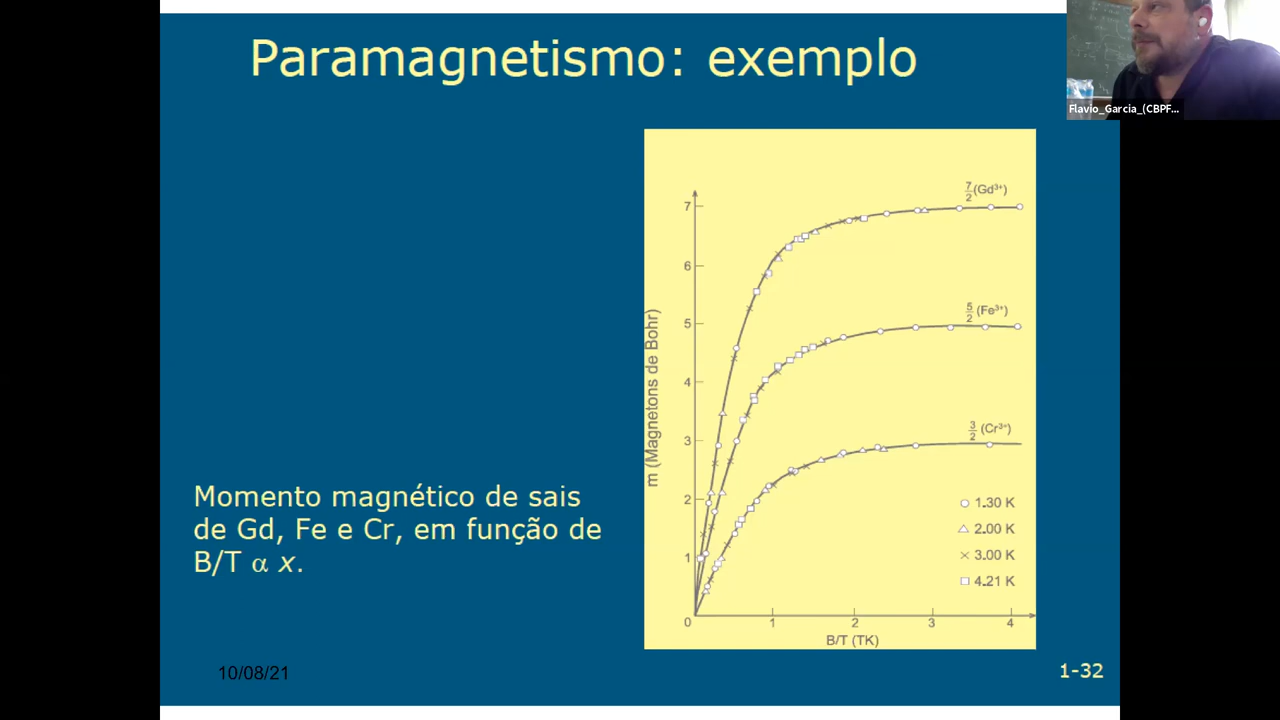 Paramagnetismo: exemplo
Flavio_Garcia_(CBPF...
7/2 (Gd³⁺)
7
6
5/2 (Fe³⁺)
5
4
3/2 (Cr³⁺)
3
2
1
0
1
2
3
4
m (Magnetons de Bohr)
B/T (TK)
1.30 K
2.00 K
3.00 K
4.21 K
Momento magnético de sais
de Gd, Fe e Cr, em função de
B/T α x.
10/08/21
1-32